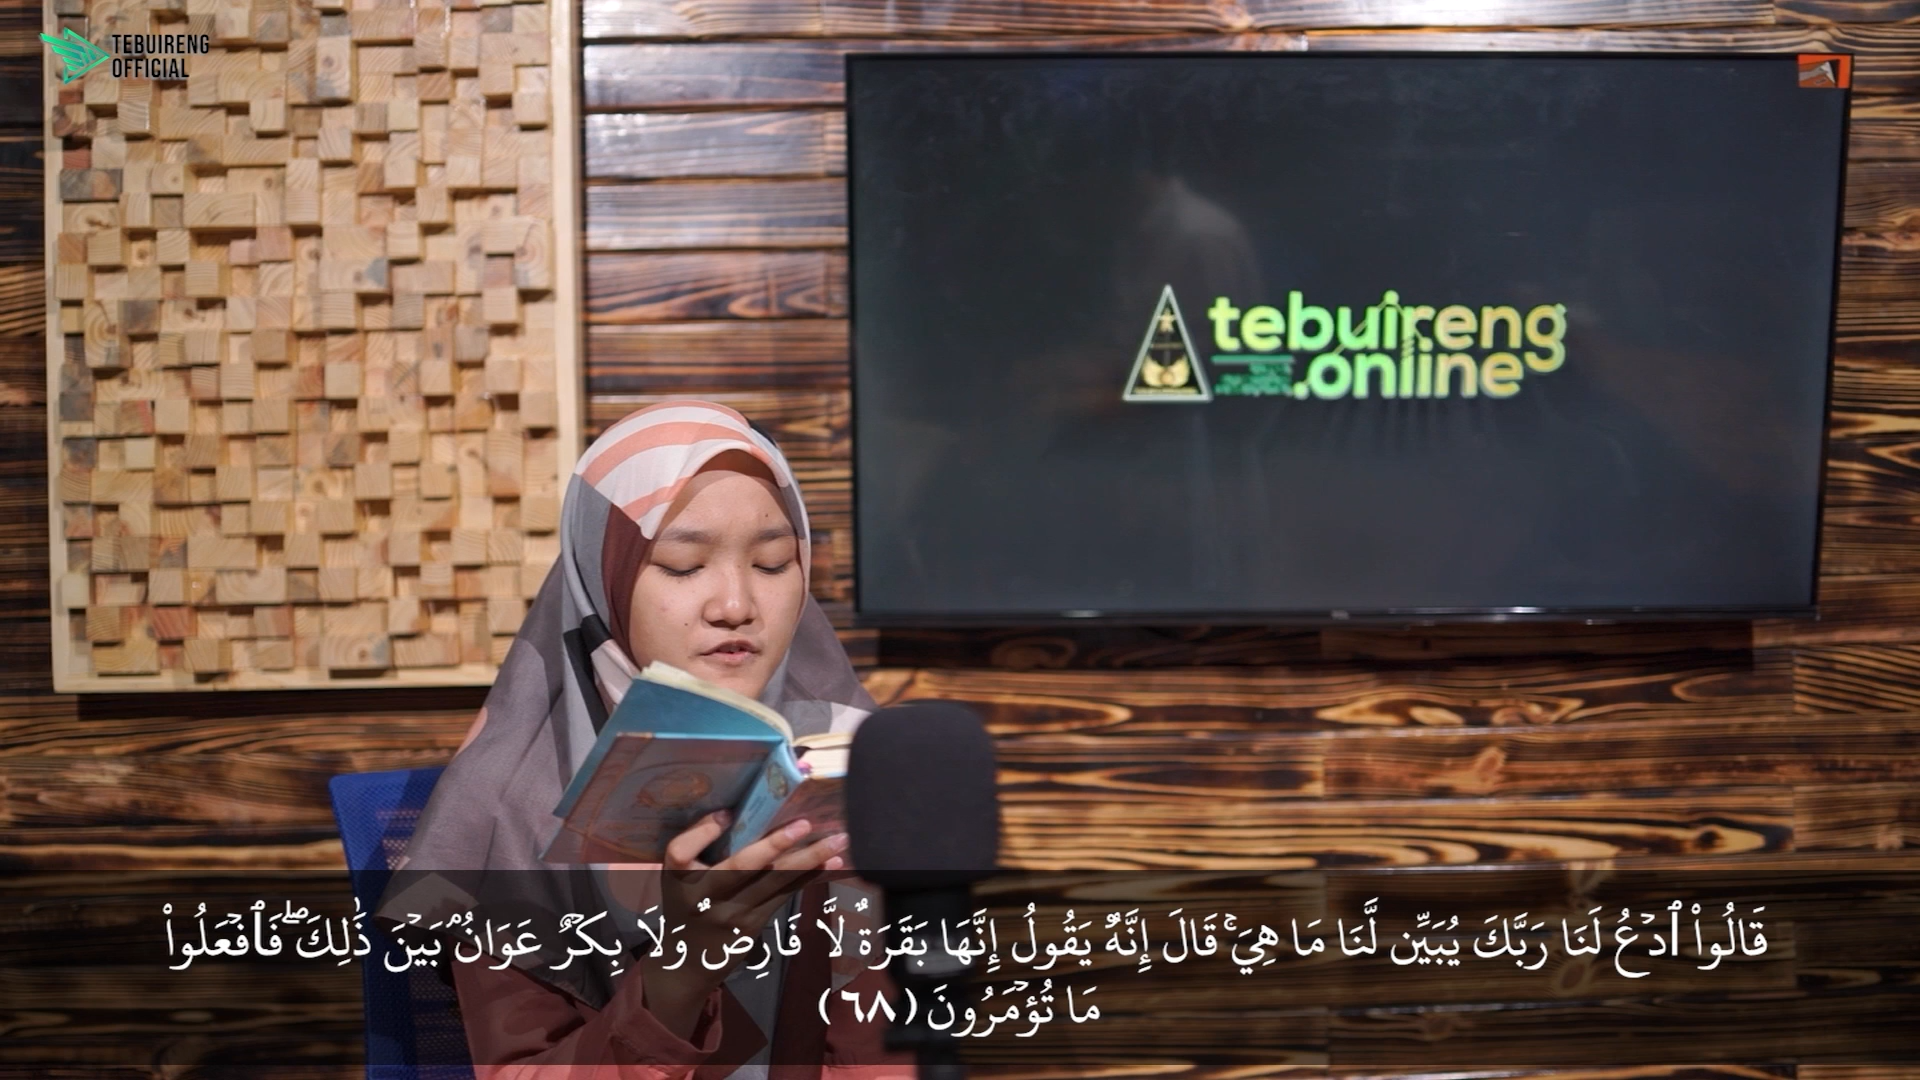 TEBUIRENG
OFFICIAL
tebuireng
.online
قَالُوا۟ ٱدۡعُ لَنَا رَبَّكَ يُبَيِّن لَّنَا مَا هِيَۚ قَالَ إِنَّهُۥ يَقُولُ إِنَّهَا بَقَرَةٞ لَّا فَارِضٞ وَلَا بِكۡرٌ عَوَانُۢ بَيۡنَ ذَٰلِكَۖ فَٱفۡعَلُوا۟
مَا تُؤۡمَرُونَ (٦٨)